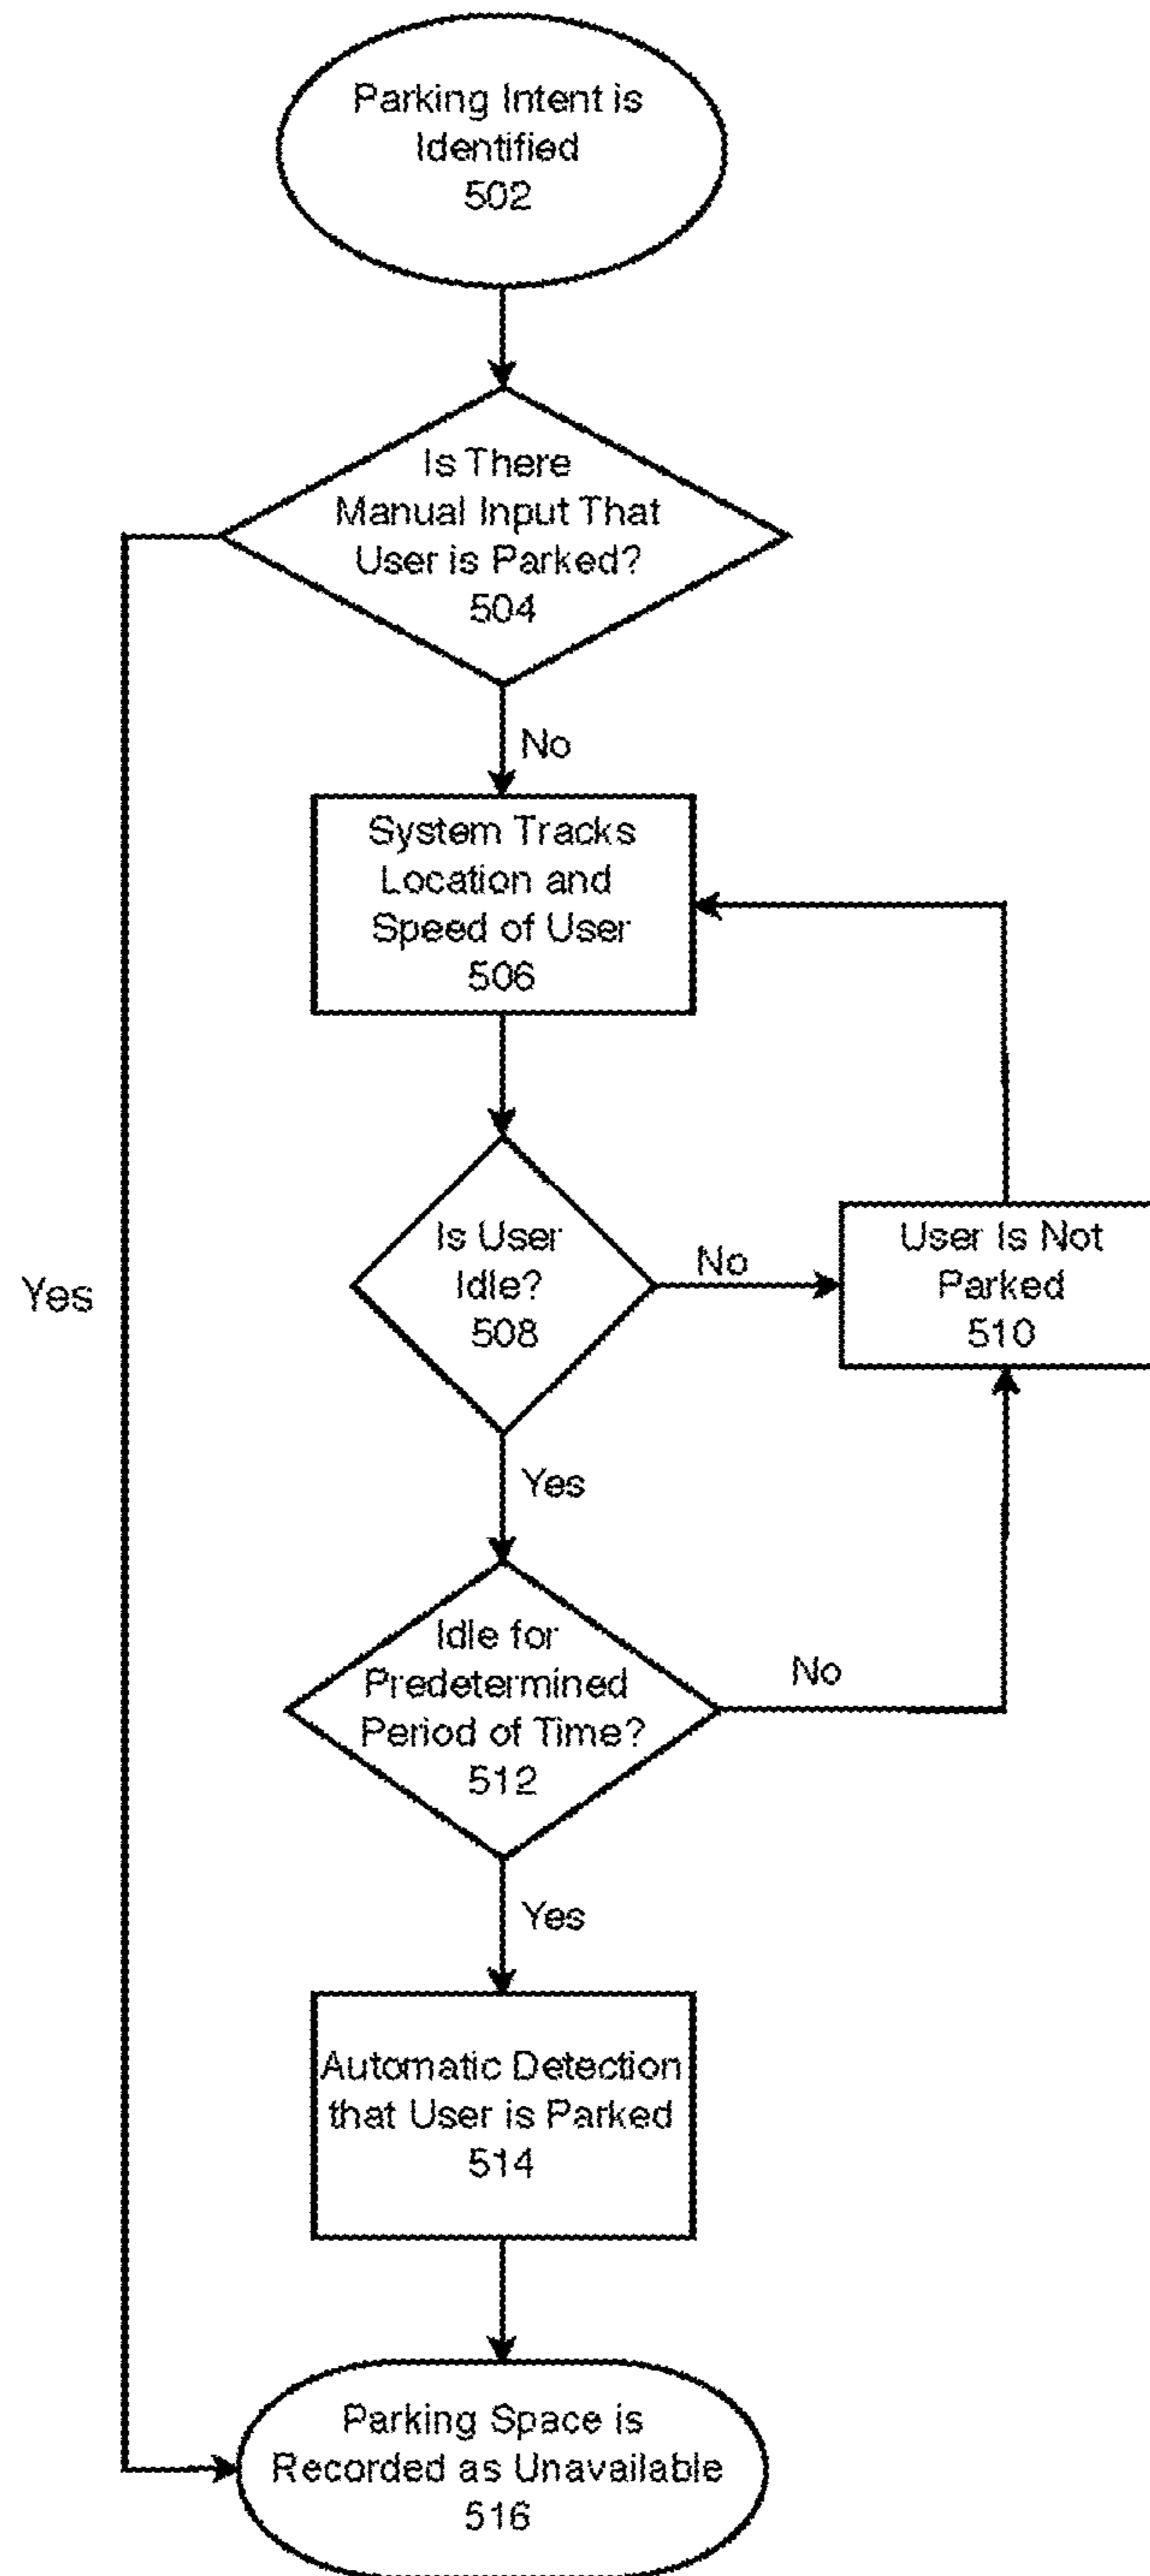 Parking Intent is
Identified
502
Is There
Manual Input That
User is Parked?
504
No
System Tracks
Location and
Speed of User
506
Is User
Idle?
508
No
User Is Not
Parked
510
Yes
Yes
Idle for
Predetermined
Period of Time?
512
No
Yes
Automatic Detection
that User is Parked
514
Parking Space is
Recorded as Unavailable
516